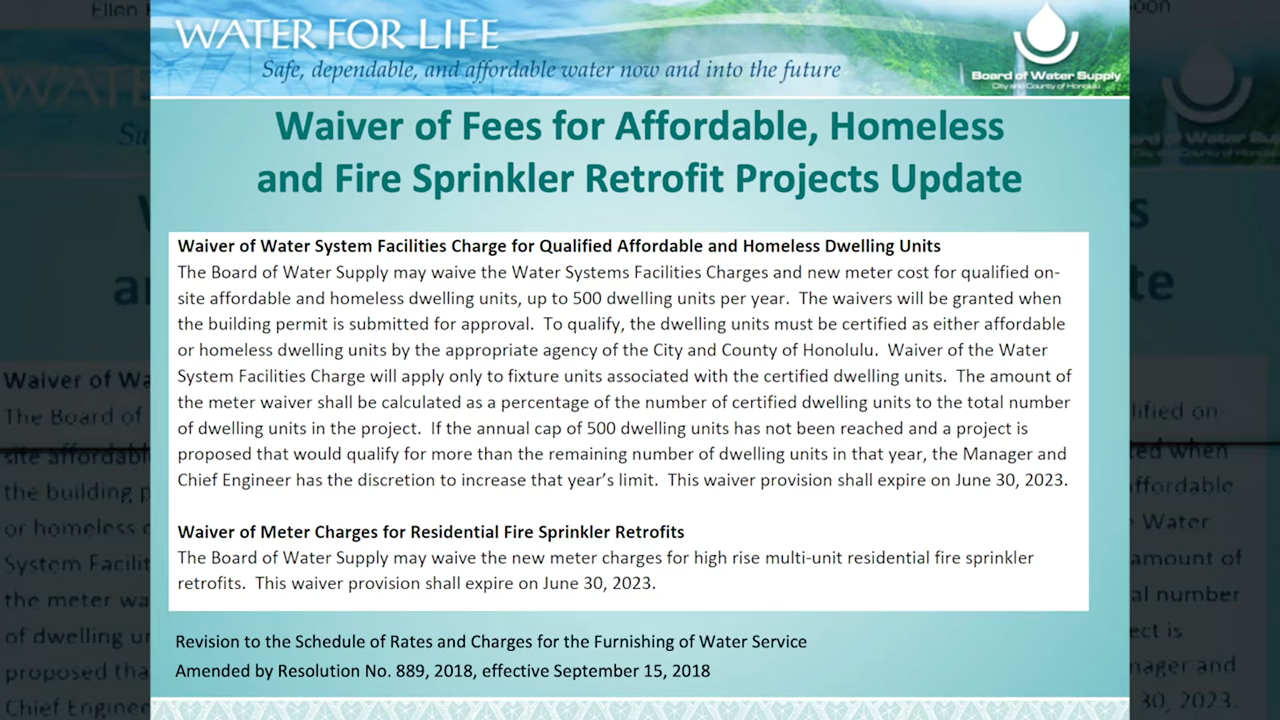 WATER FOR LIFE
Safe, dependable, and affordable water now and into the future
Board of Water Supply
City and County of Honolulu
Waiver of Fees for Affordable, Homeless
and Fire Sprinkler Retrofit Projects Update
Waiver of Water System Facilities Charge for Qualified Affordable and Homeless Dwelling Units
The Board of Water Supply may waive the Water Systems Facilities Charges and new meter cost for qualified on-
site affordable and homeless dwelling units, up to 500 dwelling units per year. The waivers will be granted when
the building permit is submitted for approval. To qualify, the dwelling units must be certified as either affordable
or homeless dwelling units by the appropriate agency of the City and County of Honolulu. Waiver of the Water
System Facilities Charge will apply only to fixture units associated with the certified dwelling units. The amount of
the meter waiver shall be calculated as a percentage of the number of certified dwelling units to the total number
of dwelling units in the project. If the annual cap of 500 dwelling units has not been reached and a project is
proposed that would qualify for more than the remaining number of dwelling units in that year, the Manager and
Chief Engineer has the discretion to increase that year's limit. This waiver provision shall expire on June 30, 2023.
Waiver of Meter Charges for Residential Fire Sprinkler Retrofits
The Board of Water Supply may waive the new meter charges for high rise multi-unit residential fire sprinkler
retrofits. This waiver provision shall expire on June 30, 2023.
Revision to the Schedule of Rates and Charges for the Furnishing of Water Service
Amended by Resolution No. 889, 2018, effective September 15, 2018